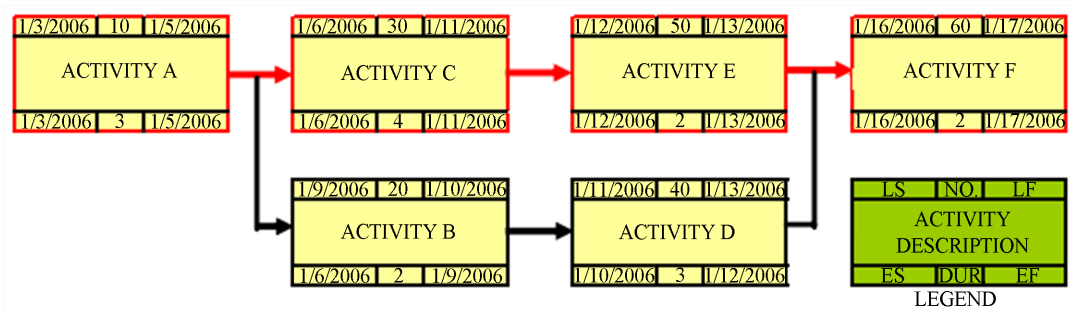 1/3/2006 10 1/5/2006
ACTIVITY A
1/3/2006 3 1/5/2006
1/6/2006 30 1/11/2006
ACTIVITY C
1/6/2006 4 1/11/2006
1/12/2006 50 1/13/2006
ACTIVITY E
1/12/2006 2 1/13/2006
1/16/2006 60 1/17/2006
ACTIVITY F
1/16/2006 2 1/17/2006
1/9/2006 20 1/10/2006
ACTIVITY B
1/6/2006 2 1/9/2006
1/11/2006 40 1/13/2006
ACTIVITY D
1/10/2006 3 1/12/2006
LS NO. LF
ACTIVITY
DESCRIPTION
ES DUR EF
LEGEND